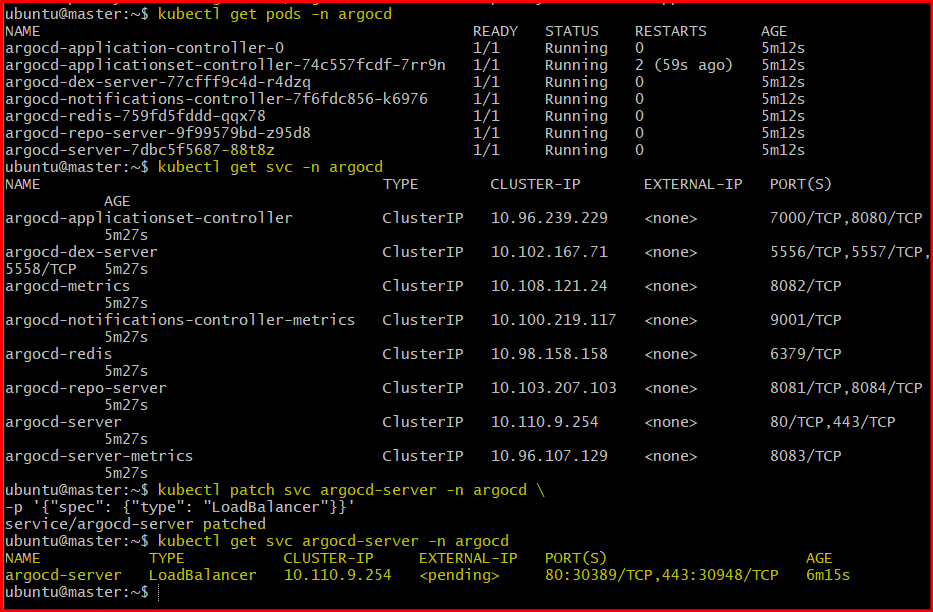 ubuntu@master:~$ kubectl get pods -n argocd
NAME READY STATUS RESTARTS AGE
argocd-application-controller-0 1/1 Running 0 5m12s
argocd-applicationset-controller-74c557fcdf-7rr9n 1/1 Running 2 (59s ago) 5m12s
argocd-dex-server-77cfff9c4d-r4dzq 1/1 Running 0 5m12s
argocd-notifications-controller-7f6fdc856-k6976 1/1 Running 0 5m12s
argocd-redis-759fd5fddd-qqx78 1/1 Running 0 5m12s
argocd-repo-server-9f99579bd-z95d8 1/1 Running 0 5m12s
argocd-server-7dbc5f5687-88t8z 1/1 Running 0 5m12s
ubuntu@master:~$ kubectl get svc -n argocd
NAME TYPE CLUSTER-IP EXTERNAL-IP PORT(S)
AGE
argocd-applicationset-controller ClusterIP 10.96.239.229 <none> 7000/TCP,8080/TCP
5m27s
argocd-dex-server ClusterIP 10.102.167.71 <none> 5556/TCP,5557/TCP,
5558/TCP 5m27s
argocd-metrics ClusterIP 10.108.121.24 <none> 8082/TCP
5m27s
argocd-notifications-controller-metrics ClusterIP 10.100.219.117 <none> 9001/TCP
5m27s
argocd-redis ClusterIP 10.98.158.158 <none> 6379/TCP
5m27s
argocd-repo-server ClusterIP 10.103.207.103 <none> 8081/TCP,8084/TCP
5m27s
argocd-server ClusterIP 10.110.9.254 <none> 80/TCP,443/TCP
5m27s
argocd-server-metrics ClusterIP 10.96.107.129 <none> 8083/TCP
5m27s
ubuntu@master:~$ kubectl patch svc argocd-server -n argocd \
-p '{"spec": {"type": "LoadBalancer"}}'
service/argocd-server patched
ubuntu@master:~$ kubectl get svc argocd-server -n argocd
NAME TYPE CLUSTER-IP EXTERNAL-IP PORT(S) AGE
argocd-server LoadBalancer 10.110.9.254 <pending> 80:30389/TCP,443:30948/TCP 6m15s
ubuntu@master:~$